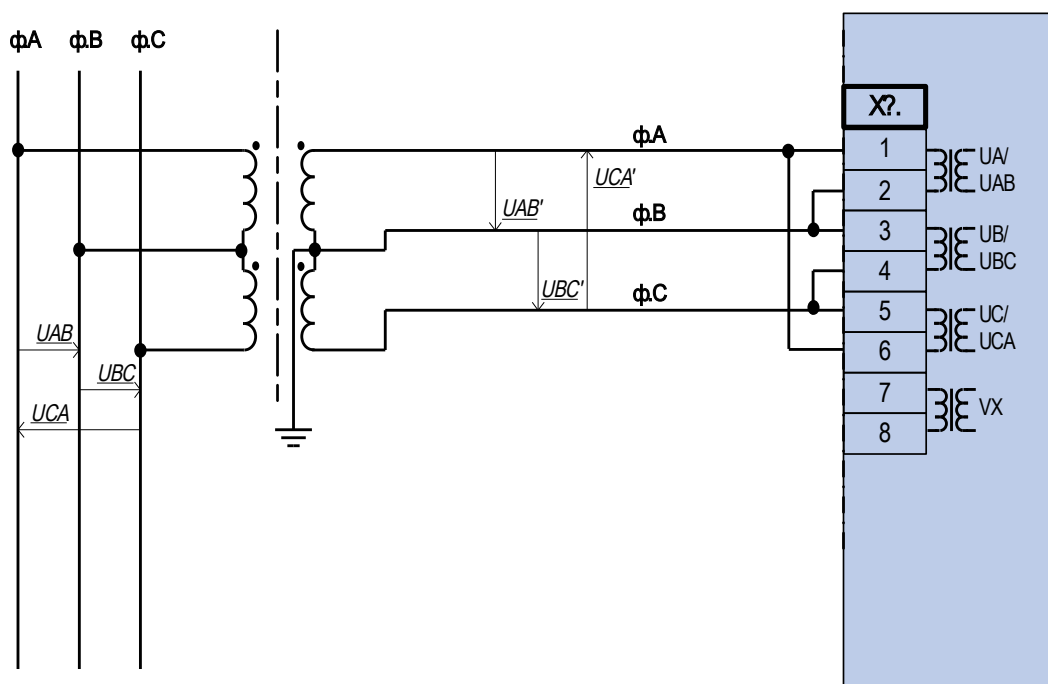 ф.А ф.В ф.С
X?.
ф.А
1
UA/
UAB
UCA'
2
UAB'
ф.В
3
UB/
UBC
4
UBC'
ф.С
5
UC/
UCA
UAB
6
UBC
7
VX
UCA
8